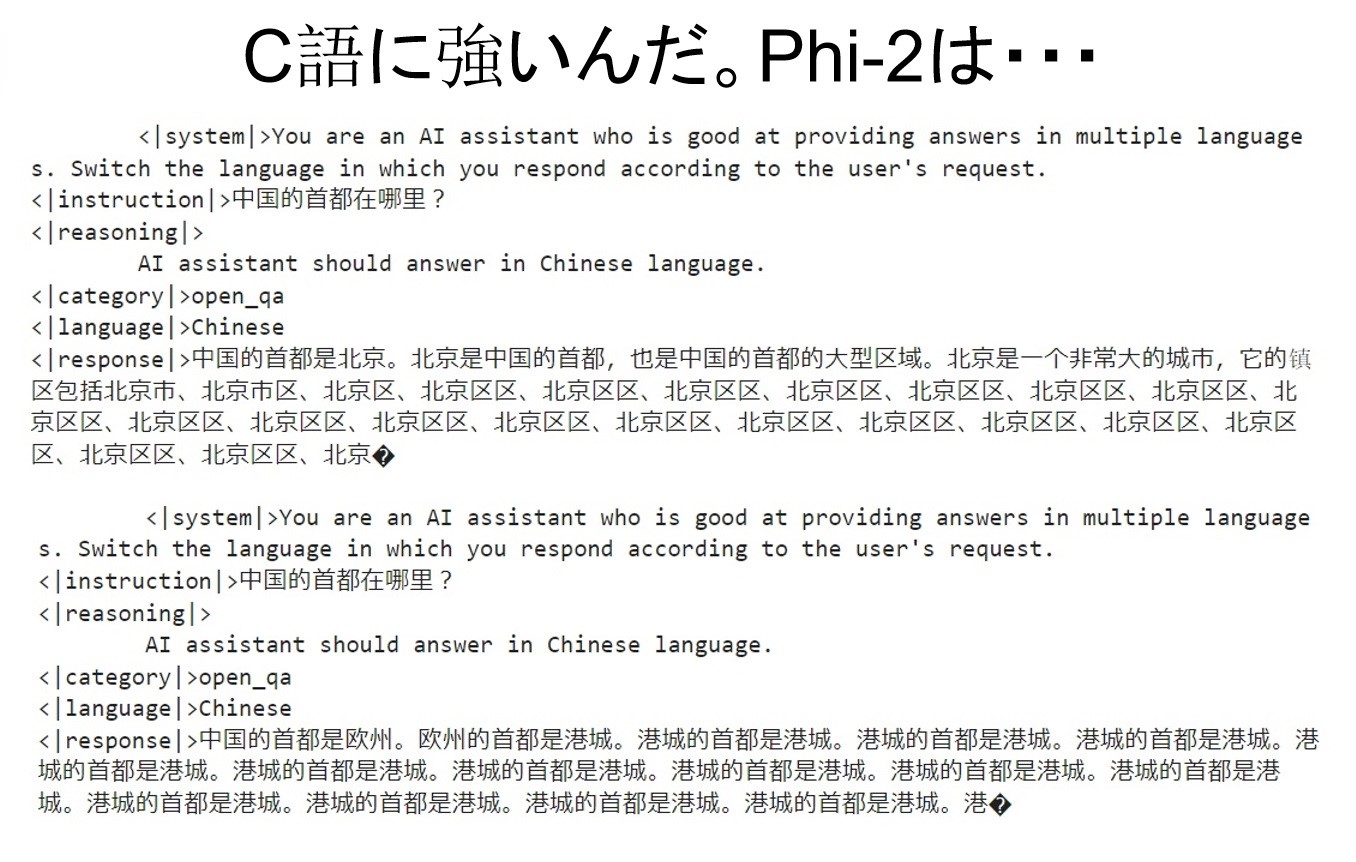 C語に強いんだ。Phi-2は・・・
<|system|>You are an AI assistant who is good at providing answers in multiple language
s. Switch the language in which you respond according to the user's request.
<|instruction|>中国的首都在哪里？
<|reasoning|>
AI assistant should answer in Chinese language.
<|category|>open_qa
<|language|>Chinese
<|response|>中国的首都是北京。北京是中国的首都，也是中国的首都的大型区域。北京是一个非常大的城市，它的镇
区包括北京市、北京市区、北京区、北京区区、北京区区、北京区区、北京区区、北京区区、北京区区、北京区区、北
京区区、北京区区、北京区区、北京区区、北京区区、北京区区、北京区区、北京区区、北京区区、北京区区、北京区
区、北京区区、北京区区、北京�
<|system|>You are an AI assistant who is good at providing answers in multiple language
s. Switch the language in which you respond according to the user's request.
<|instruction|>中国的首都在哪里？
<|reasoning|>
AI assistant should answer in Chinese language.
<|category|>open_qa
<|language|>Chinese
<|response|>中国的首都是欧州。欧州的首都是港城。港城的首都是港城。港城的首都是港城。港城的首都是港城。港
城的首都是港城。港城的首都是港城。港城的首都是港城。港城的首都是港城。港城的首都是港城。港城的首都是港
城。港城的首都是港城。港城的首都是港城。港城的首都是港城。港城的首都是港城。港�